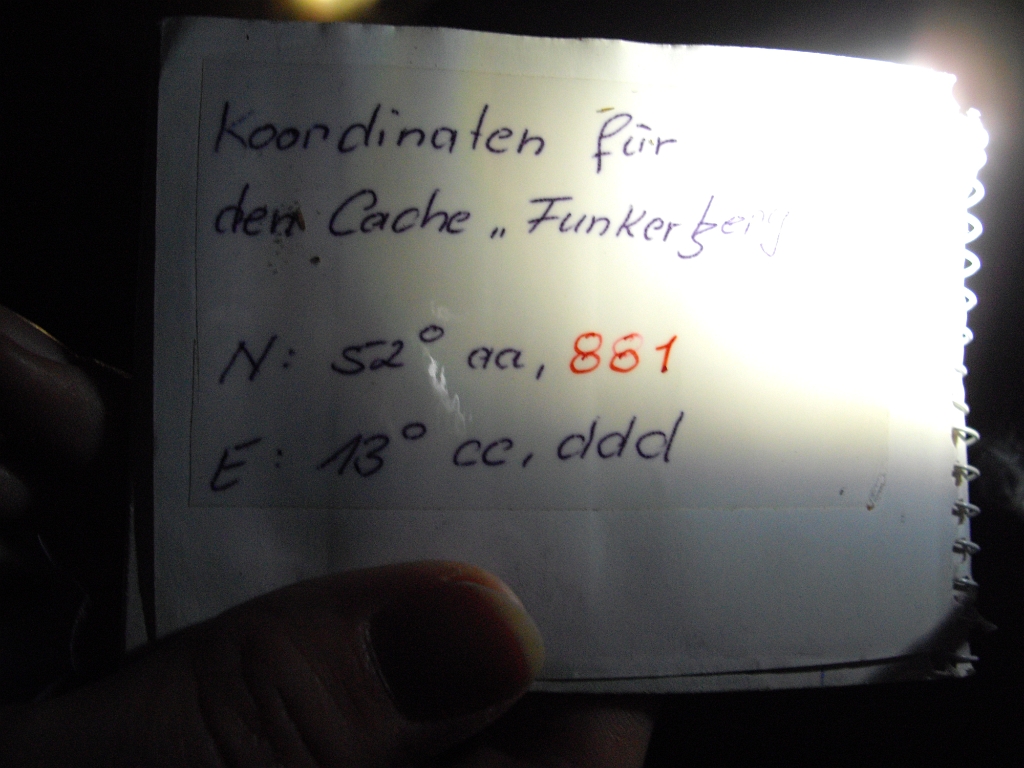 Koordinaten für
den Cache „Funkerberg
N: 52° aa, 881
E: 13° cc, ddd